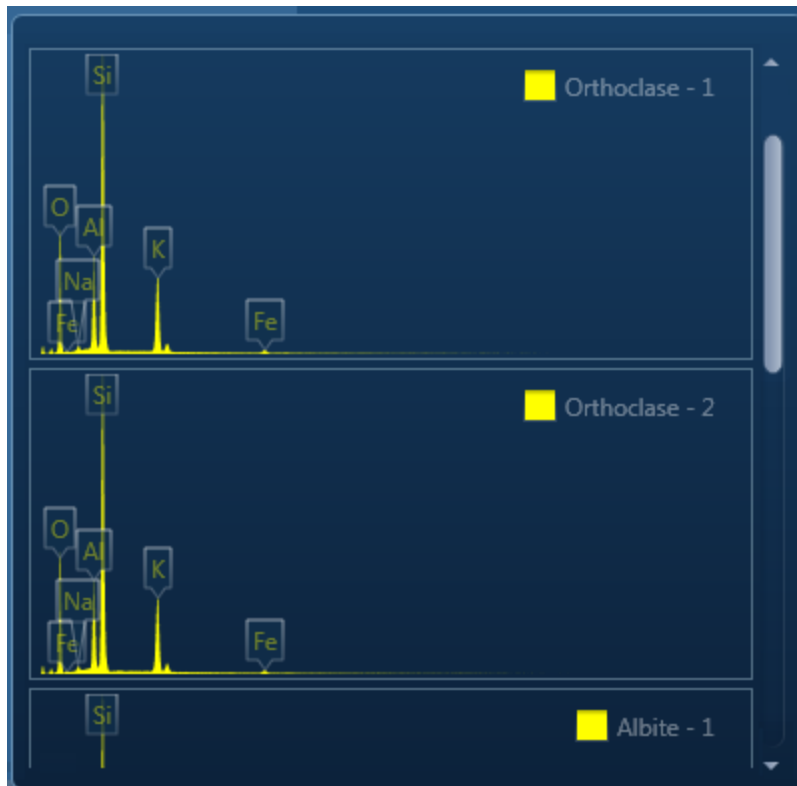 Si
Orthoclase - 1
O
Al
K
Na
Fe
Fe
Si
Orthoclase - 2
O
Al
K
Na
Fe
Fe
Si
Albite - 1